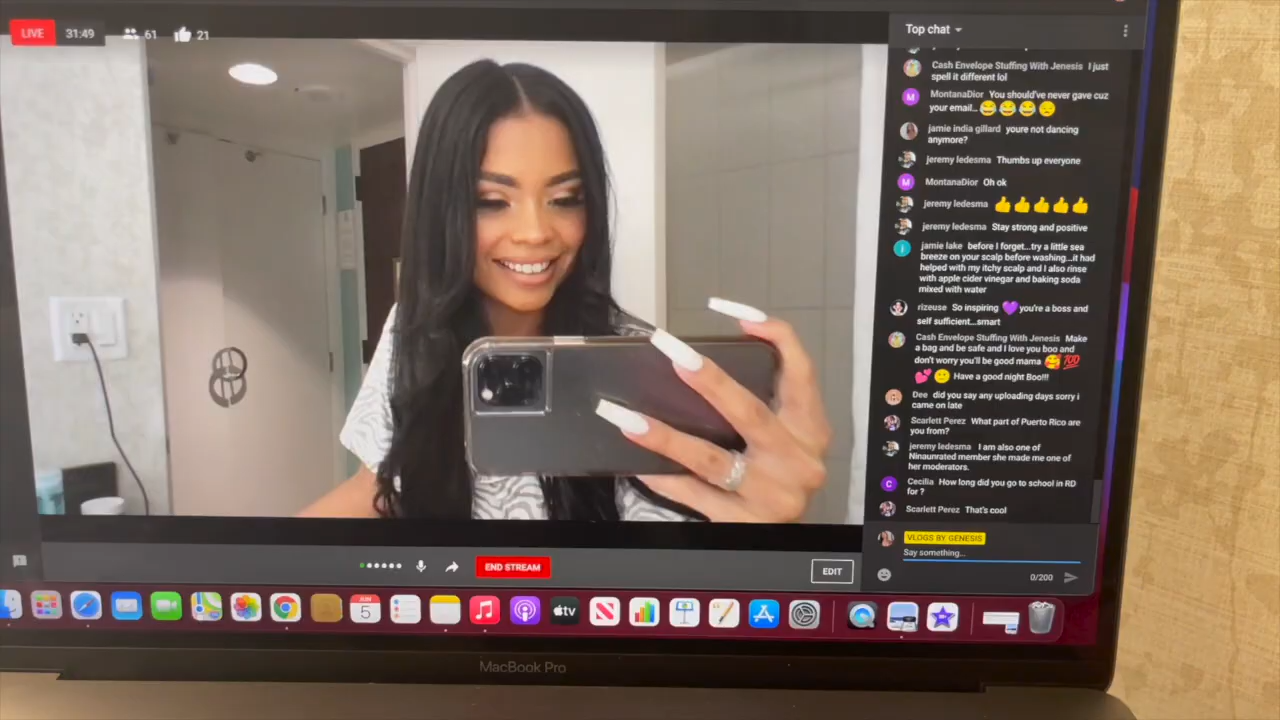 LIVE 31:49 61 21
Top chat
Cash Envelope Stuffing With Jenesis I just
spell it different lol
MontanaDior You should've never gave cuz
your email... 😂😂😂😞
jamie india gillard youre not dancing
anymore?
jeremy ledesma Thumbs up everyone
MontanaDior Oh ok
jeremy ledesma 👍👍👍👍👍
jeremy ledesma Stay strong and positive
jamie lake before I forget...try a little sea
breeze on your scalp before washing...it had
helped with my itchy scalp and I also rinse
with apple cider vinegar and baking soda
mixed with water
rizeuse So inspiring 💜 you're a boss and
self sufficient...smart
Cash Envelope Stuffing With Jenesis Make
a bag and be safe and I love you boo and
don't worry you'll be good mama 🥰💯
💕🙂 Have a good night Boo!!!
Dee did you say any uploading days sorry i
came on late
Scarlett Perez What part of Puerto Rico are
you from?
jeremy ledesma I am also one of
Ninaunrated member she made me one of
her moderators.
Cecilia How long did you go to school in RD
for ?
Scarlett Perez That's cool
VLOGS BY GENESIS
Say something...
0/200
END STREAM
EDIT
JUN
5
tv
MacBook Pro